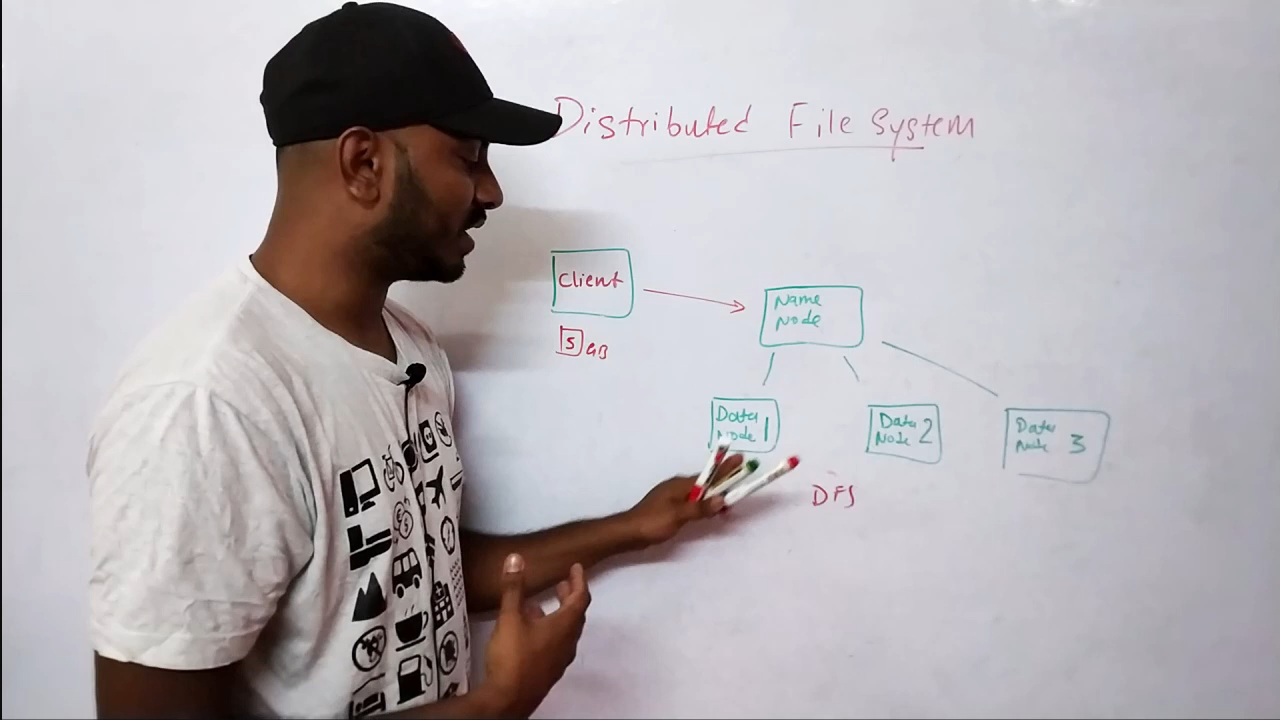 Distributed File System
Client
5 GB
Name
Node
Data
Node 1
Data
Node 2
Data
Node 3
DFS